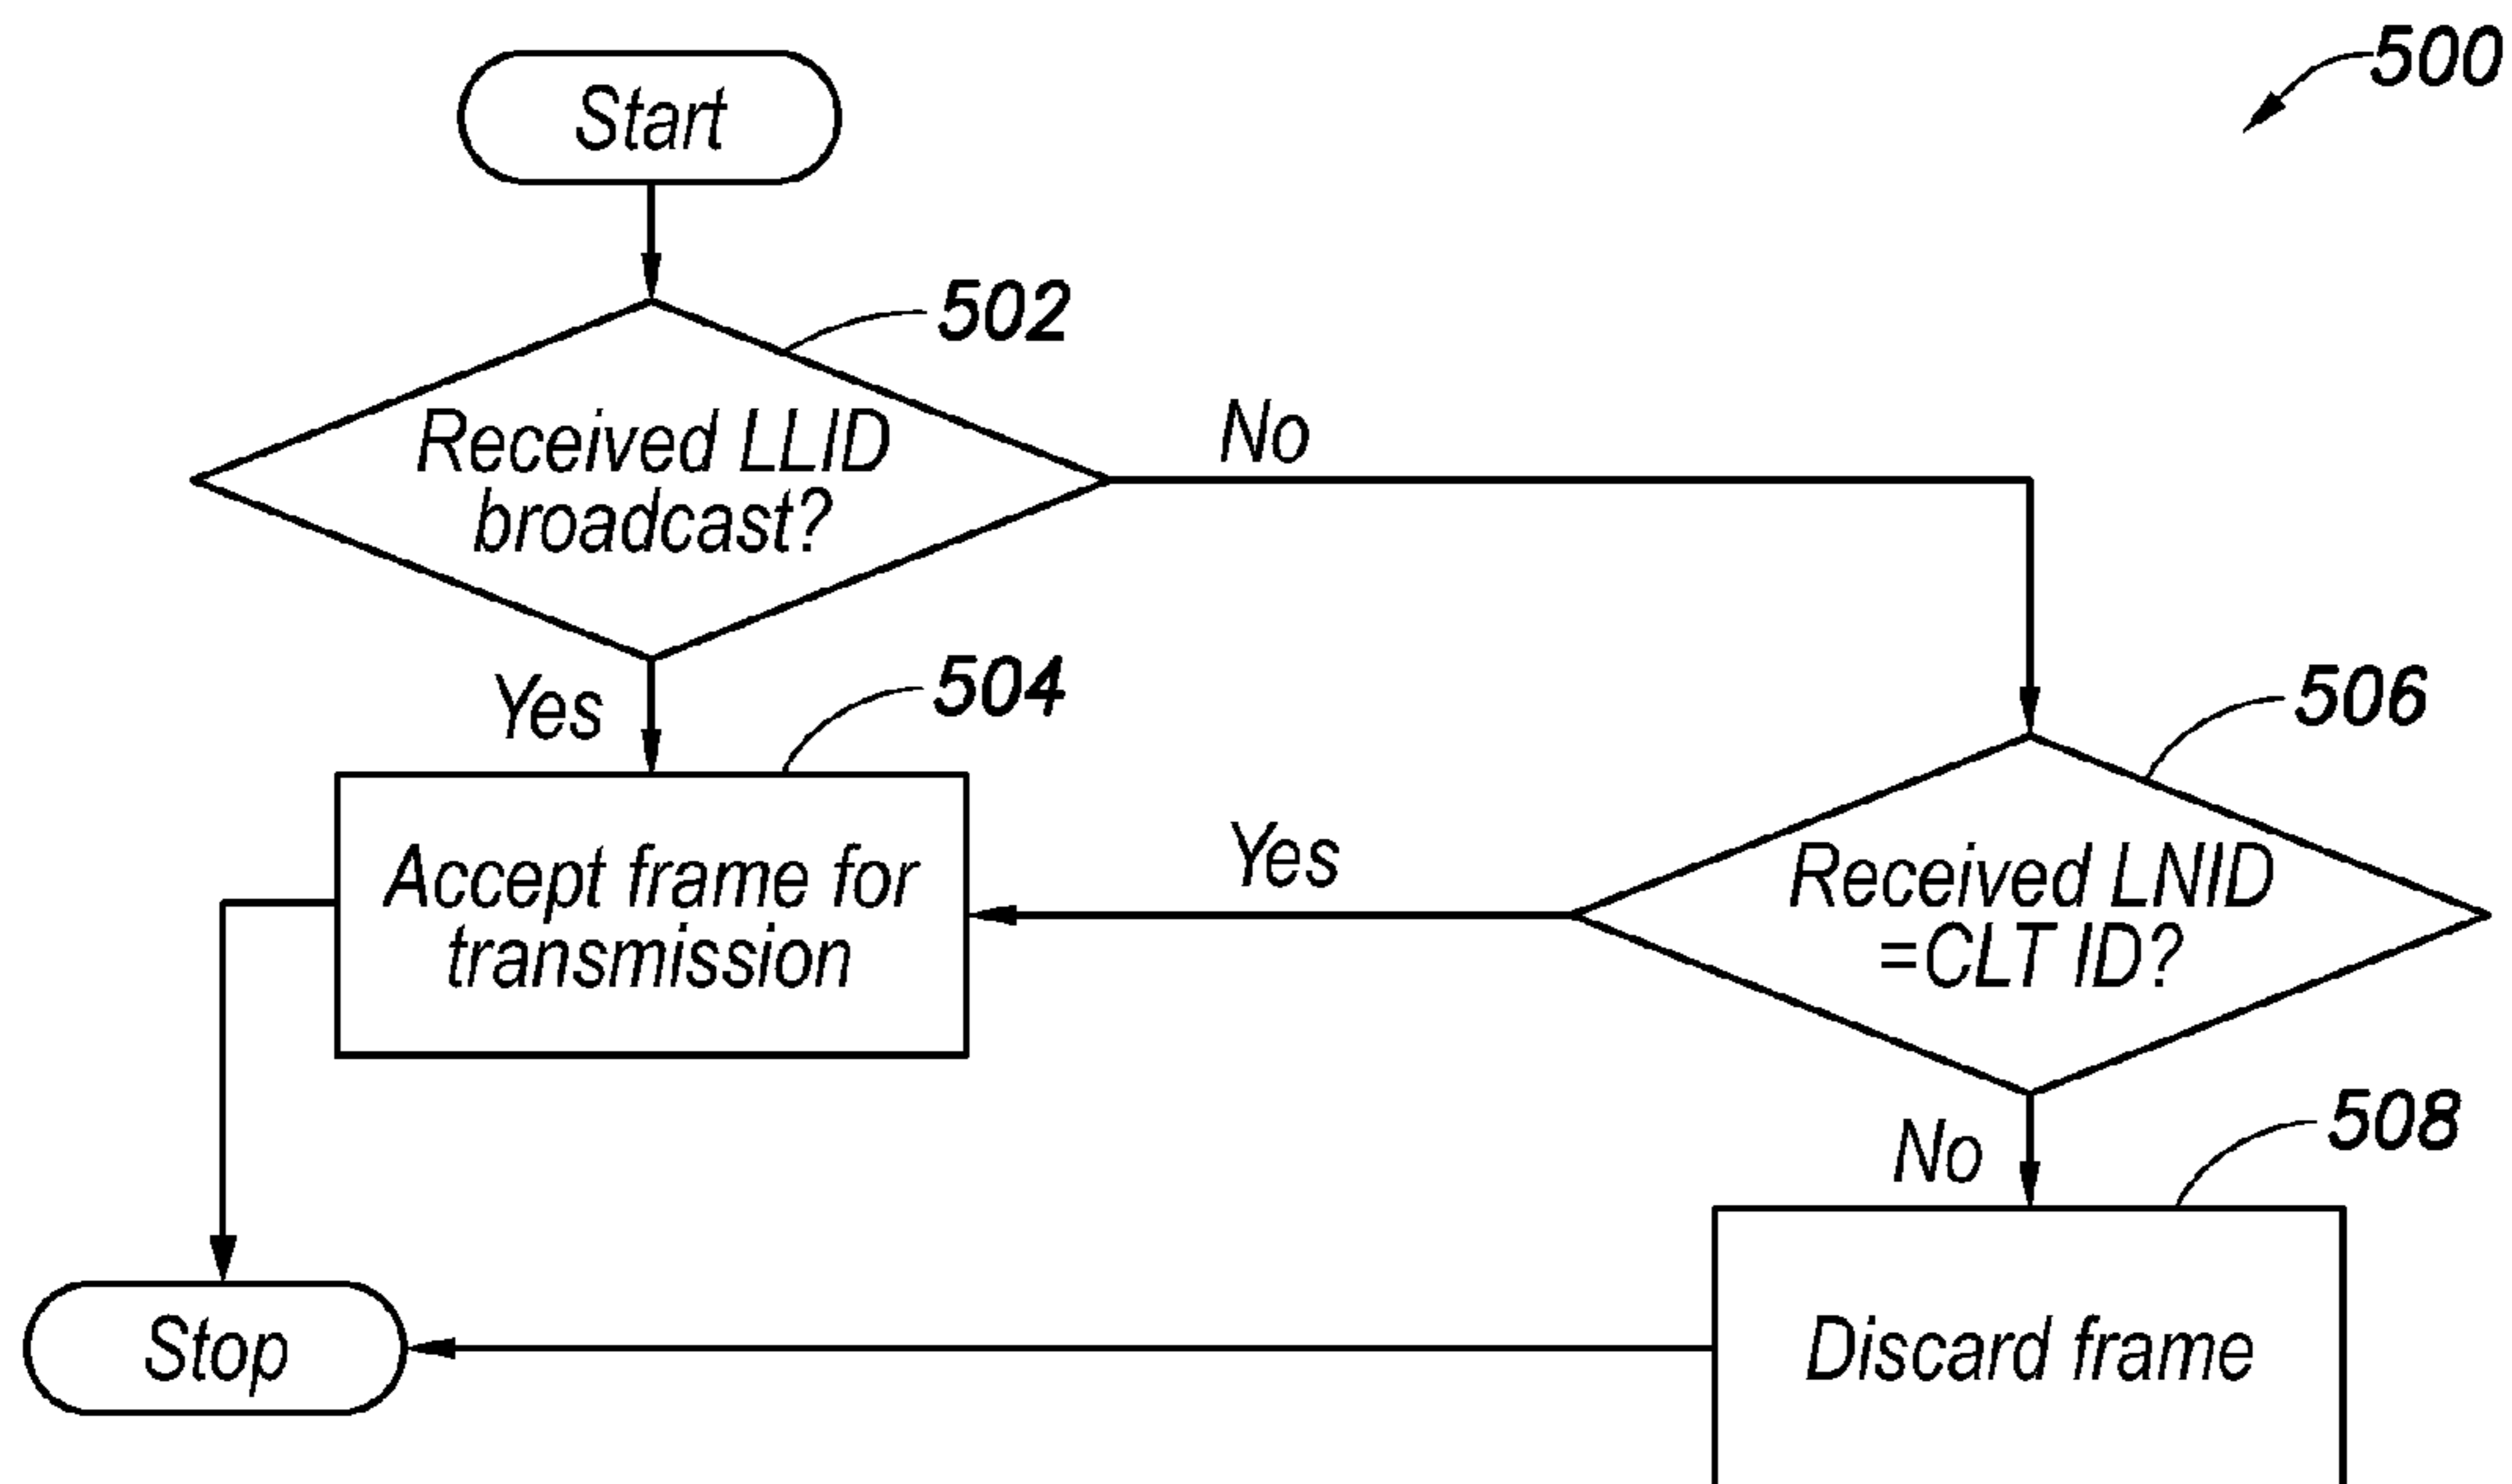 500
Start
502
Received LLID
broadcast?
No
Yes
504
506
Accept frame for
transmission
Yes
Received LNID
=CLT ID?
No
508
Stop
Discard frame